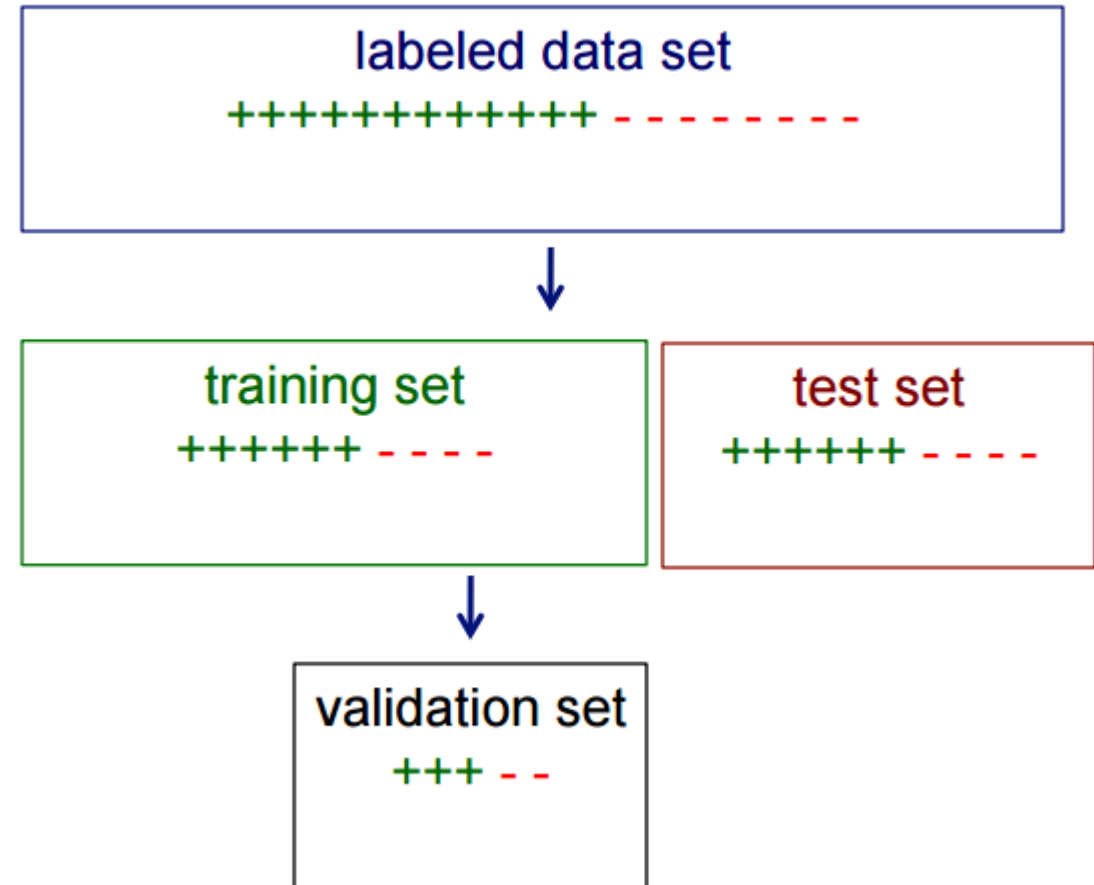 labeled data set
++++++++++++ - - - - - - - -
training set
++++++ - - - -
test set
++++++ - - - -
validation set
+++ - -